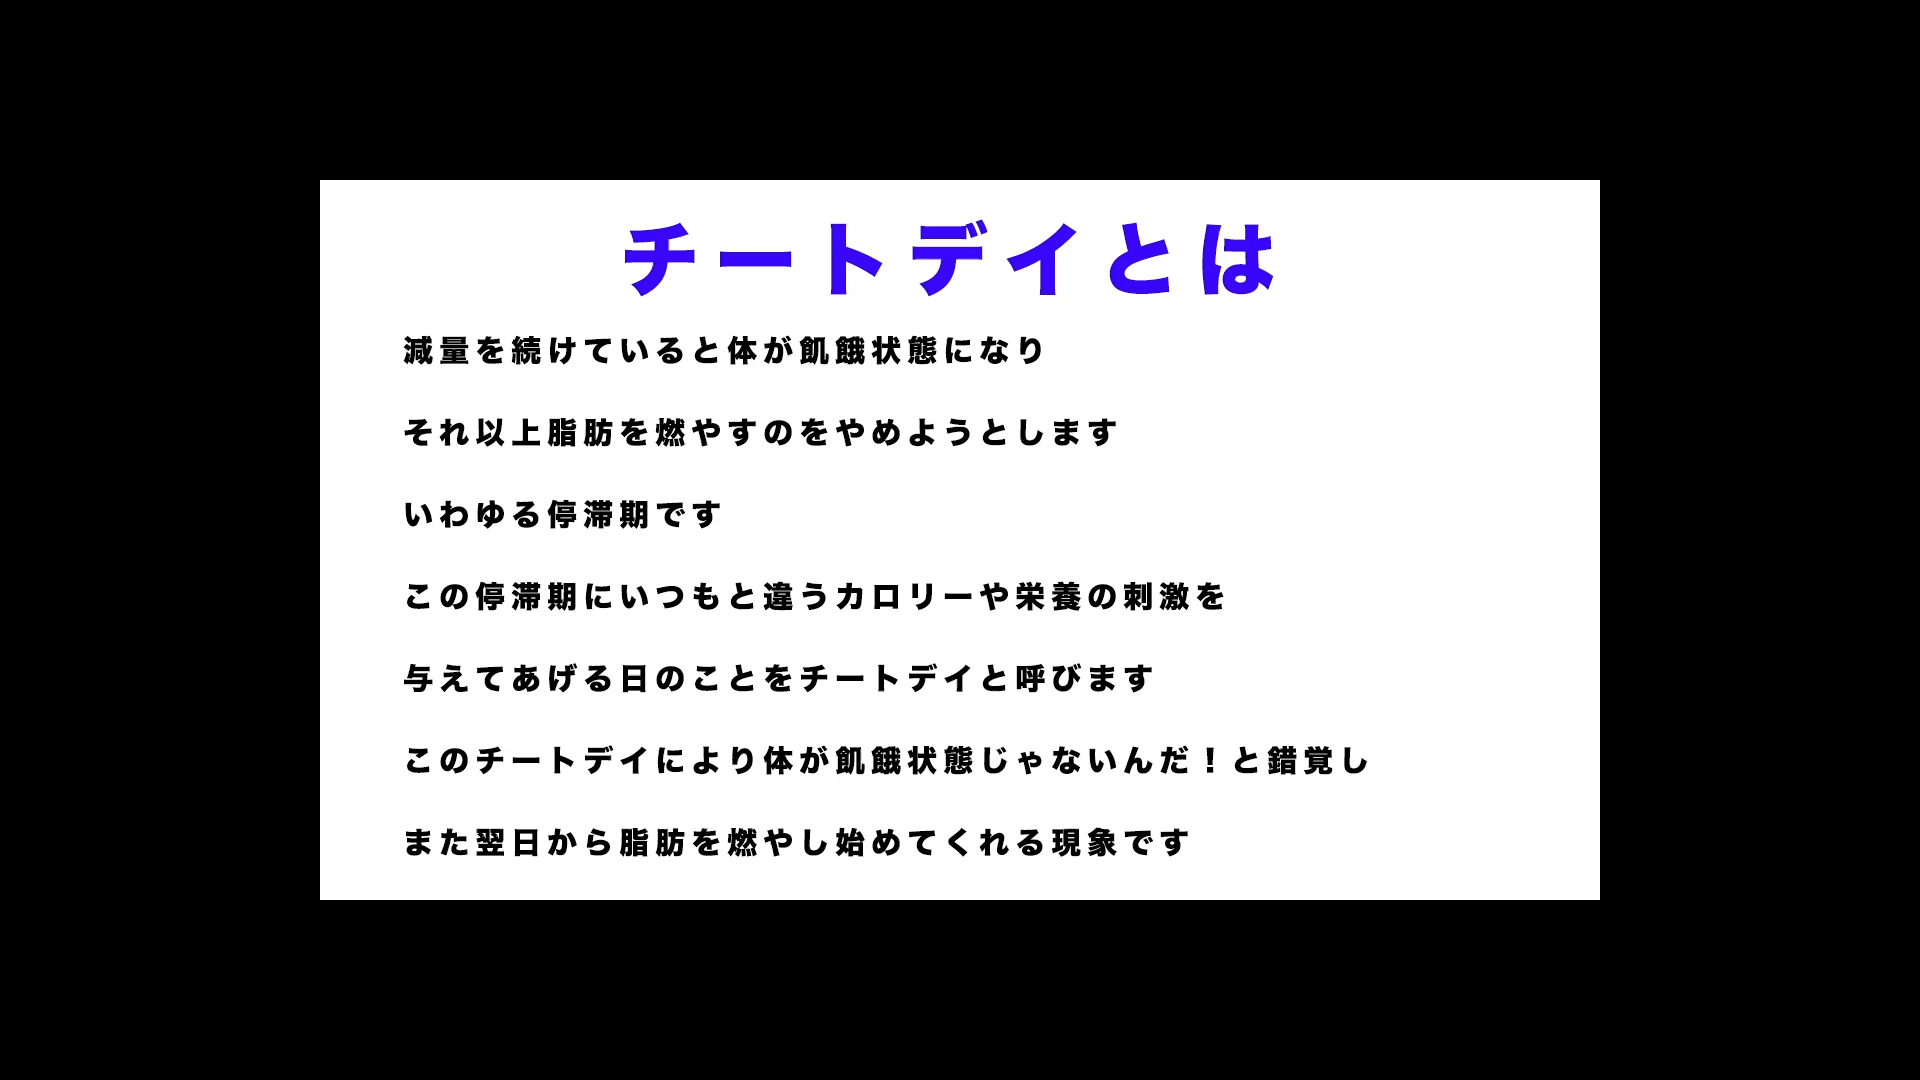 チートデイとは
減量を続けていると体が飢餓状態になり
それ以上脂肪を燃やすのをやめようとします
いわゆる停滞期です
この停滞期にいつもと違うカロリーや栄養の刺激を
与えてあげる日のことをチートデイと呼びます
このチートデイにより体が飢餓状態じゃないんだ！と錯覚し
また翌日から脂肪を燃やし始めてくれる現象です